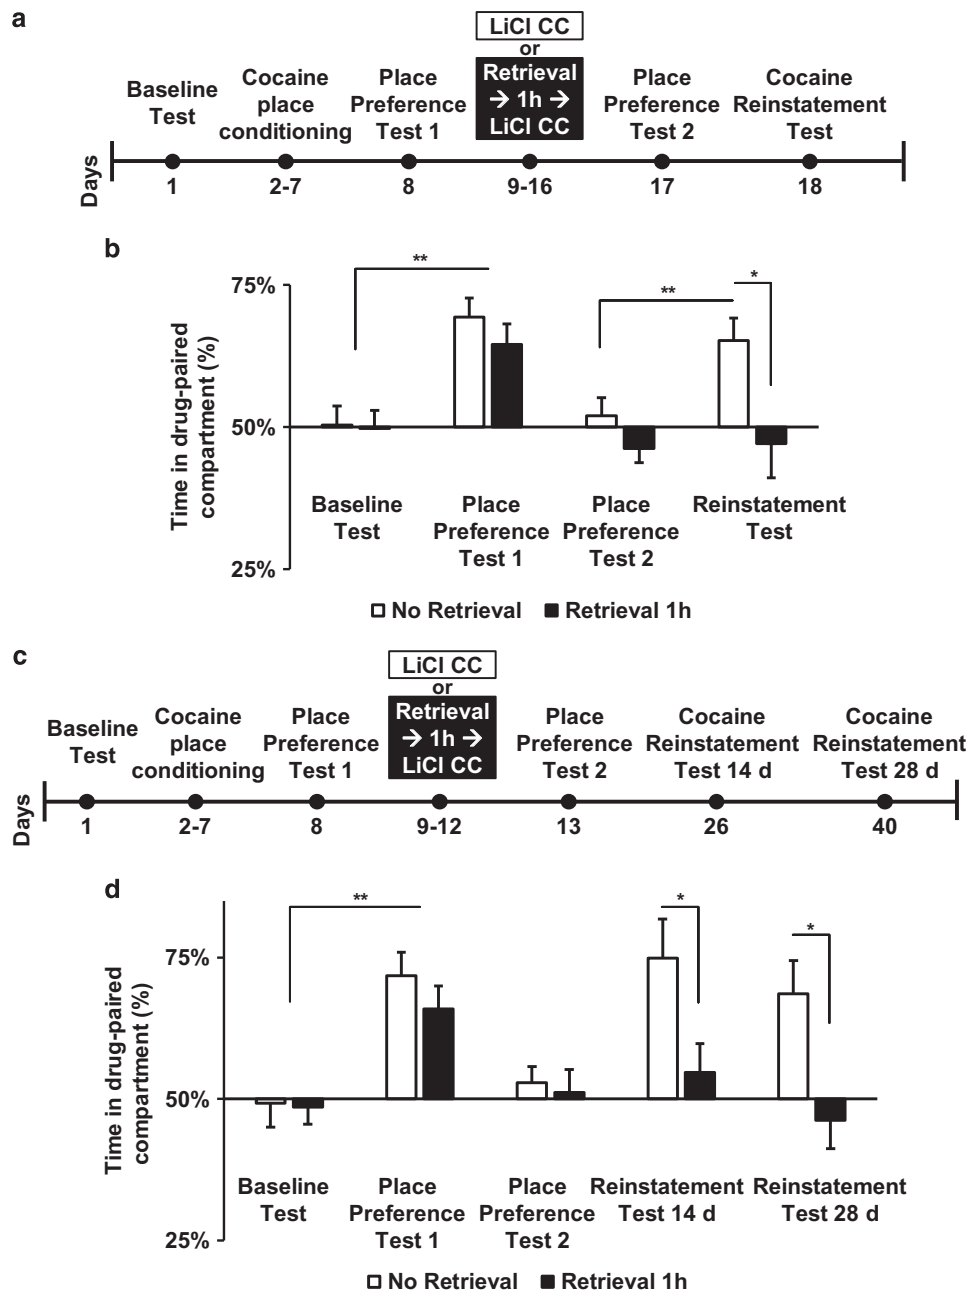 a
LiCl CC
or
Retrieval
→ 1h →
LiCl CC
Baseline
Test
Cocaine
place
conditioning
Place
Preference
Test 1
Place
Preference
Test 2
Cocaine
Reinstatement
Test
Days
1
2-7
8
9-16
17
18
b
Time in drug-paired
compartment (%)
75%
50%
25%
**
**
*
Baseline
Test
Place
Preference
Test 1
Place
Preference
Test 2
Reinstatement
Test
No Retrieval
Retrieval 1h
c
LiCl CC
or
Retrieval
→ 1h →
LiCl CC
Baseline
Test
Cocaine
place
conditioning
Place
Preference
Test 1
Place
Preference
Test 2
Cocaine
Reinstatement
Test 14 d
Cocaine
Reinstatement
Test 28 d
Days
1
2-7
8
9-12
13
26
40
d
Time in drug-paired
compartment (%)
75%
50%
25%
**
*
*
Baseline
Test
Place
Preference
Test 1
Place
Preference
Test 2
Reinstatement
Test 14 d
Reinstatement
Test 28 d
No Retrieval
Retrieval 1h